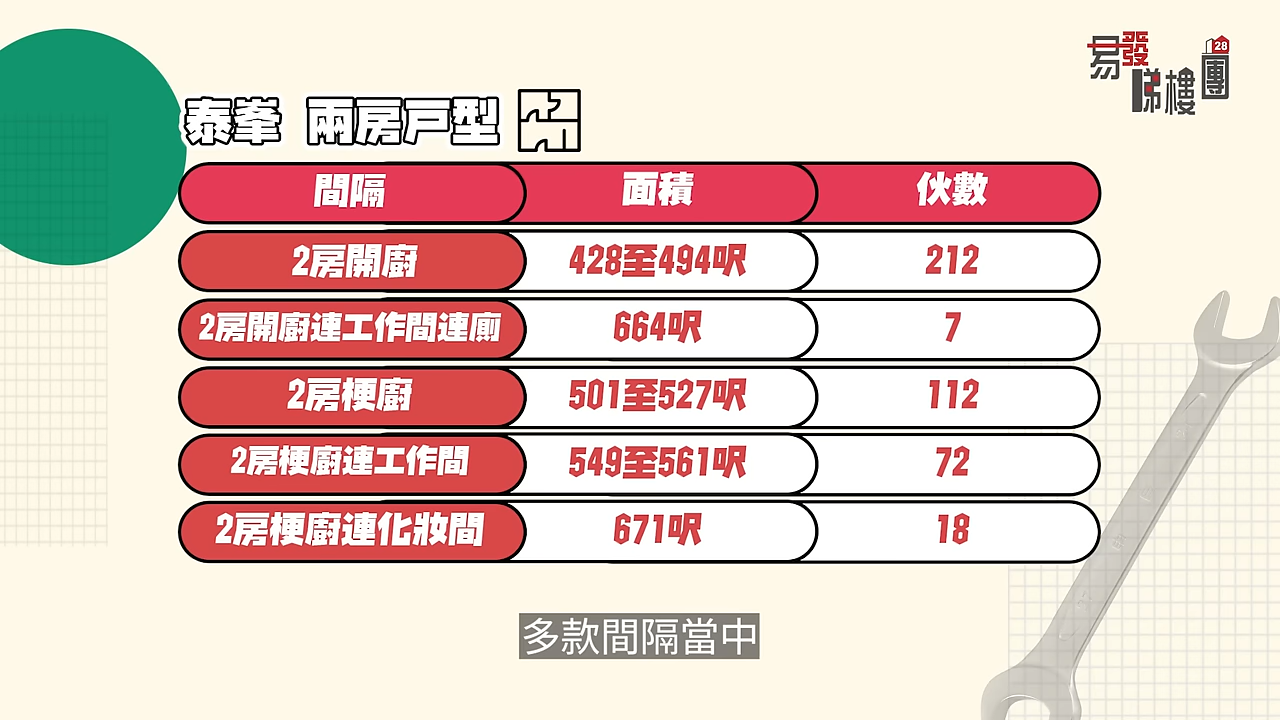 易發睇樓團
28
泰峯 兩房戶型
間隔 面積 伙數
2房開廚 428至494呎 212
2房開廚連工作間連廁 664呎 7
2房梗廚 501至527呎 112
2房梗廚連工作間 549至561呎 72
2房梗廚連化妝間 671呎 18
多款間隔當中